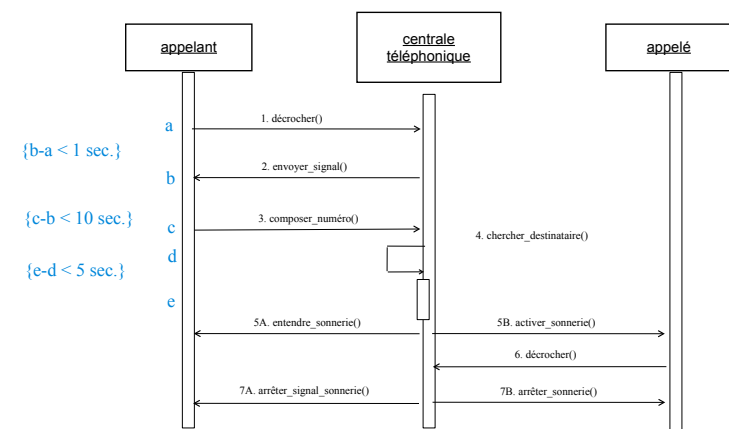 appelant
centrale
téléphonique
appelé
a
1. décrocher()
{b-a < 1 sec.}
2. envoyer_signal()
b
{c-b < 10 sec.}
3. composer_numéro()
c
4. chercher_destinataire()
d
{e-d < 5 sec.}
e
5A. entendre_sonnerie()
5B. activer_sonnerie()
6. décrocher()
7A. arrêter_signal_sonnerie()
7B. arrêter_sonnerie()